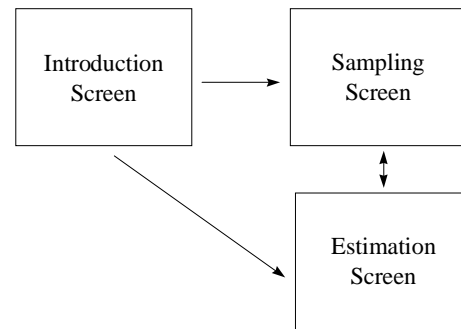 Introduction
Screen
Sampling
Screen
Estimation
Screen